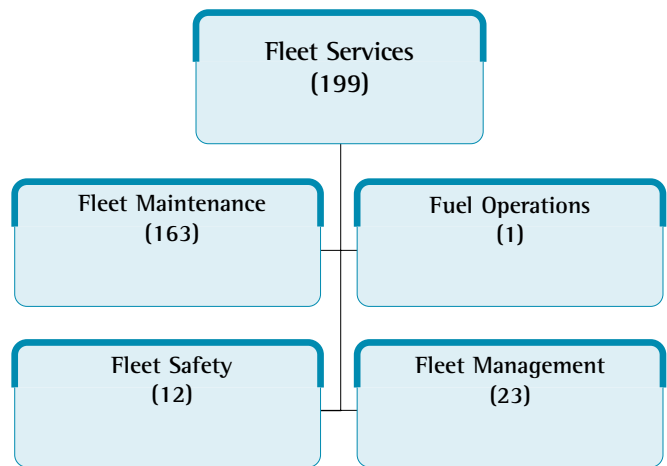 Fleet Services
(199)
Fleet Maintenance
(163)
Fuel Operations
(1)
Fleet Safety
(12)
Fleet Management
(23)